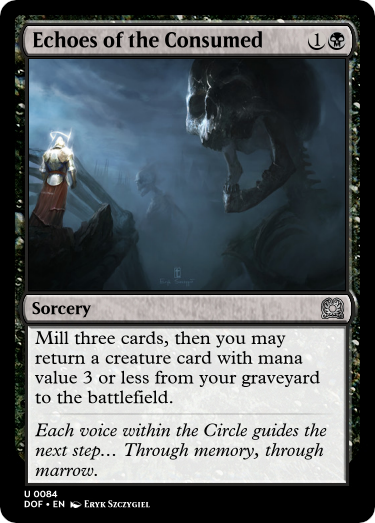 Echoes of the Consumed 1
Sorcery
Mill three cards, then you may
return a creature card with mana
value 3 or less from your graveyard
to the battlefield.
Each voice within the Circle guides the
next step… Through memory, through
marrow.
U 0084
DOF • EN Eryk Szczygieł